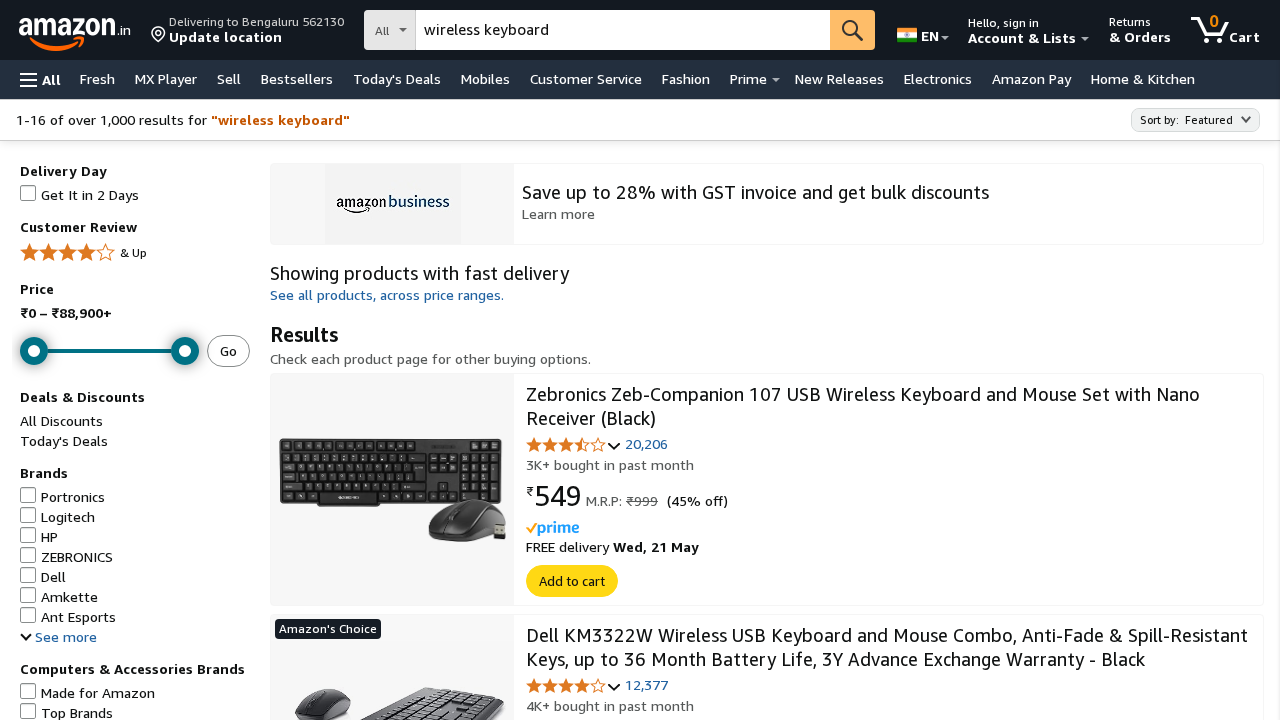 amazon.in
Delivering to Bengaluru 562130
Update location
All
wireless keyboard
EN
Hello, sign in
Account & Lists
Returns
& Orders
0
Cart
All
Fresh
MX Player
Sell
Bestsellers
Today's Deals
Mobiles
Customer Service
Fashion
Prime
New Releases
Electronics
Amazon Pay
Home & Kitchen
1-16 of over 1,000 results for "wireless keyboard"
Sort by: Featured
Delivery Day
Get It in 2 Days
Customer Review
& Up
Price
₹0 – ₹88,900+
Go
Deals & Discounts
All Discounts
Today's Deals
Brands
Portronics
Logitech
HP
ZEBRONICS
Dell
Amkette
Ant Esports
See more
Computers & Accessories Brands
Made for Amazon
Top Brands
amazon business
Save up to 28% with GST invoice and get bulk discounts
Learn more
Showing products with fast delivery
See all products, across price ranges.
Results
Check each product page for other buying options.
Zebronics Zeb-Companion 107 USB Wireless Keyboard and Mouse Set with Nano
Receiver (Black)
20,206
3K+ bought in past month
₹549 M.R.P: ₹999 (45% off)
prime
FREE delivery Wed, 21 May
Add to cart
Amazon's Choice
Dell KM3322W Wireless USB Keyboard and Mouse Combo, Anti-Fade & Spill-Resistant
Keys, up to 36 Month Battery Life, 3Y Advance Exchange Warranty - Black
12,377
4K+ bought in past month